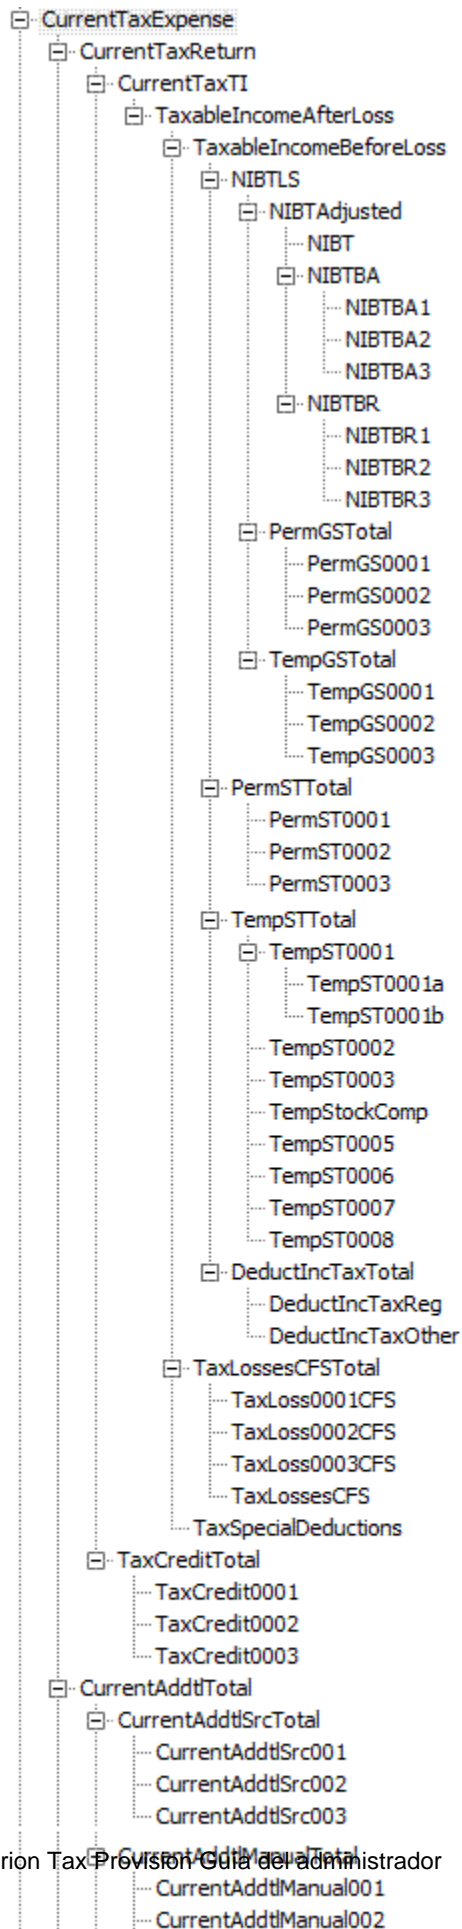 CurrentTaxExpense
CurrentTaxReturn
CurrentTaxTI
TaxableIncomeAfterLoss
TaxableIncomeBeforeLoss
NIBTLS
NIBTAdjusted
NIBT
NIBTBA
NIBTBA1
NIBTBA2
NIBTBA3
NIBTBR
NIBTBR1
NIBTBR2
NIBTBR3
PermGSTotal
PermGS0001
PermGS0002
PermGS0003
TempGSTotal
TempGS0001
TempGS0002
TempGS0003
PermSTTotal
PermST0001
PermST0002
PermST0003
TempSTTotal
TempST0001
TempST0001a
TempST0001b
TempST0002
TempST0003
TempStockComp
TempST0005
TempST0006
TempST0007
TempST0008
DeductIncTaxTotal
DeductIncTaxReg
DeductIncTaxOther
TaxLossesCFSTotal
TaxLoss0001CFS
TaxLoss0002CFS
TaxLoss0003CFS
TaxLossesCFS
TaxSpecialDeductions
TaxCreditTotal
TaxCredit0001
TaxCredit0002
TaxCredit0003
CurrentAddtlTotal
CurrentAddtlSrcTotal
CurrentAddtlSrc001
CurrentAddtlSrc002
CurrentAddtlSrc003
CurrentAddtlManualTotal
rion Tax Provision Guía del administrador
CurrentAddtlManual001
CurrentAddtlManual002